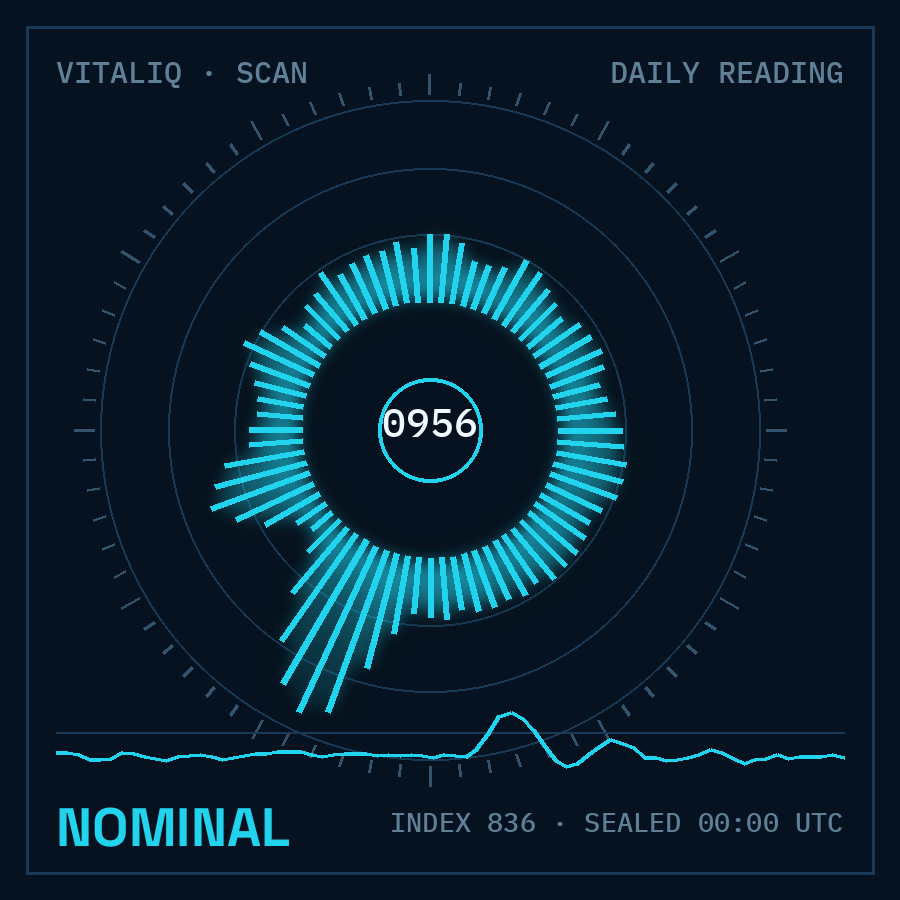 VITALIQ · SCAN
DAILY READING
0956
NOMINAL
INDEX 836 · SEALED 00:00 UTC